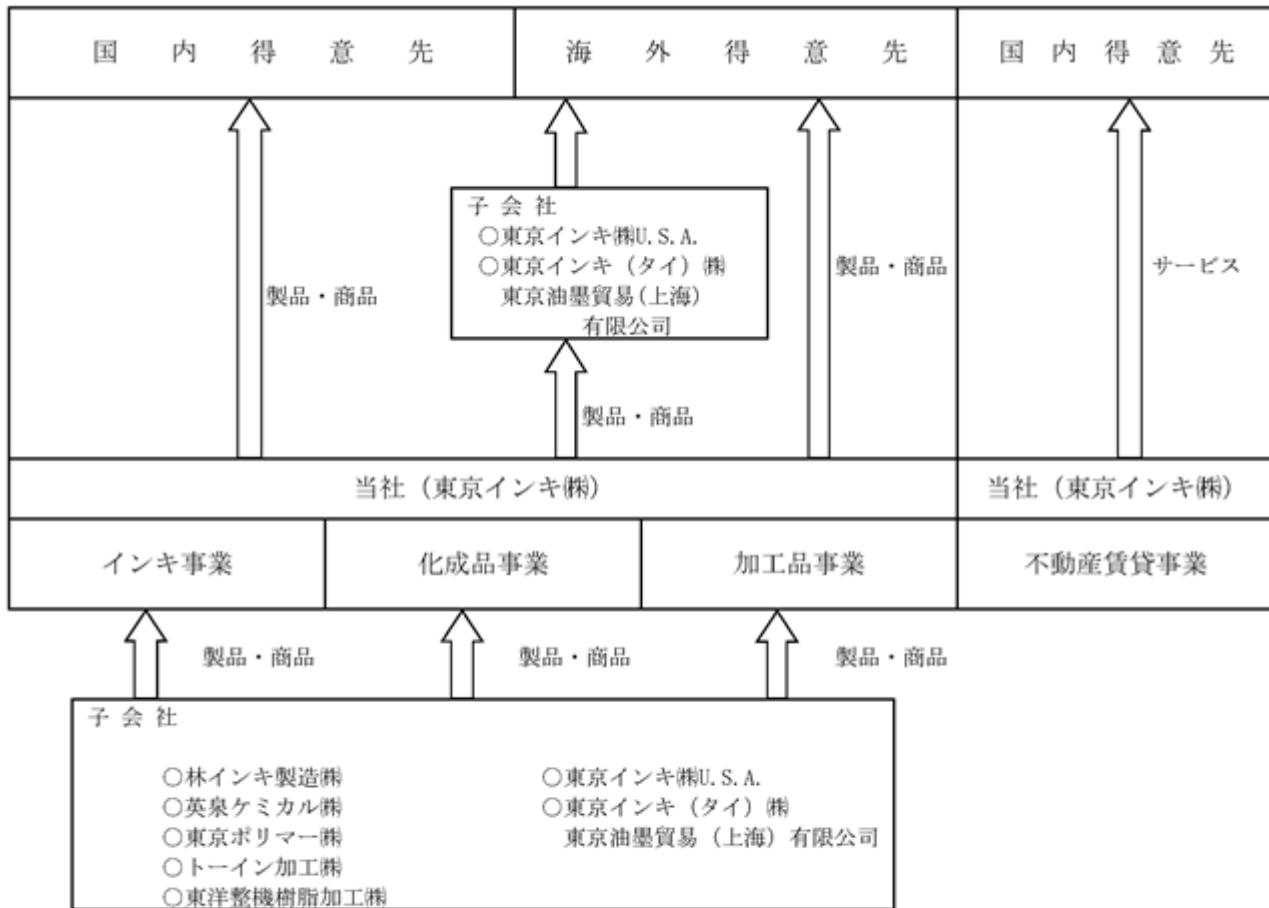 国内得意先
海外得意先
国内得意先
子会社
○東京インキ㈱U.S.A.
○東京インキ（タイ）㈱
東京油墨貿易(上海)
有限公司
製品・商品
製品・商品
サービス
製品・商品
当社（東京インキ㈱）
当社（東京インキ㈱）
インキ事業
化成品事業
加工品事業
不動産賃貸事業
製品・商品
製品・商品
製品・商品
子会社
○林インキ製造㈱
○英泉ケミカル㈱
○東京ポリマー㈱
○トーイン加工㈱
○東洋整機樹脂加工㈱
○東京インキ㈱U.S.A.
○東京インキ（タイ）㈱
東京油墨貿易（上海）有限公司